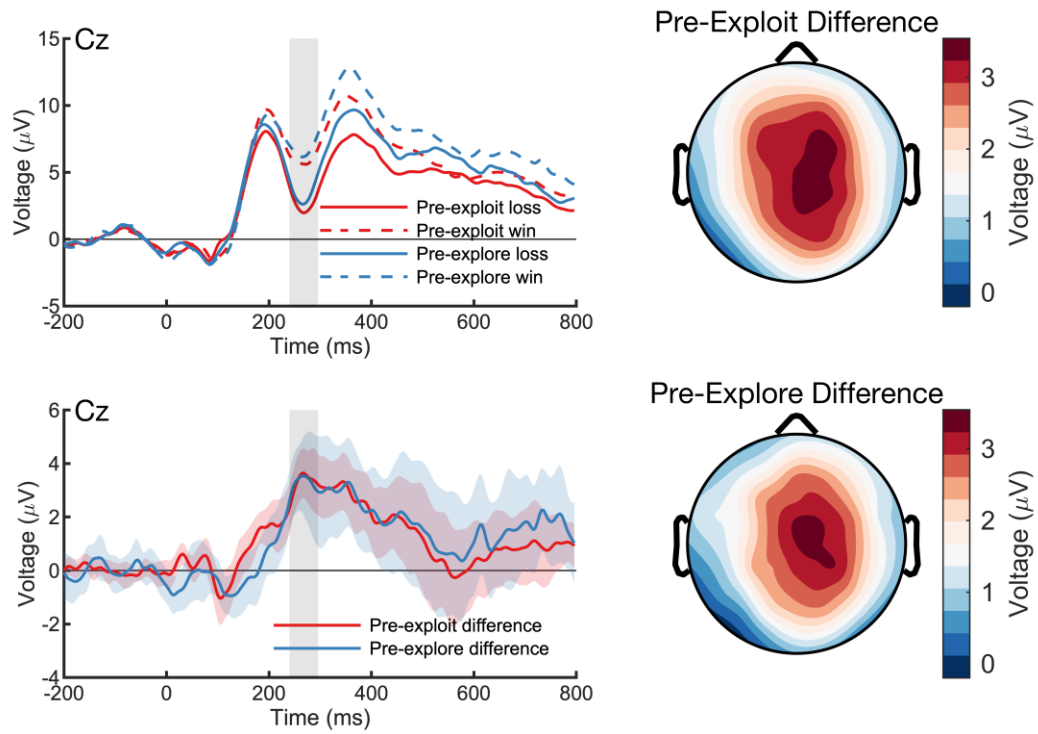 Cz
Voltage (μV)
15
10
5
0
-5
-200
0
200
400
600
800
Time (ms)
Pre-exploit loss
Pre-exploit win
Pre-explore loss
Pre-explore win
Pre-Exploit Difference
3
2
1
0
Voltage (μV)
Cz
Voltage (μV)
6
4
2
0
-2
-4
-200
0
200
400
600
800
Time (ms)
Pre-exploit difference
Pre-explore difference
Pre-Explore Difference
3
2
1
0
Voltage (μV)